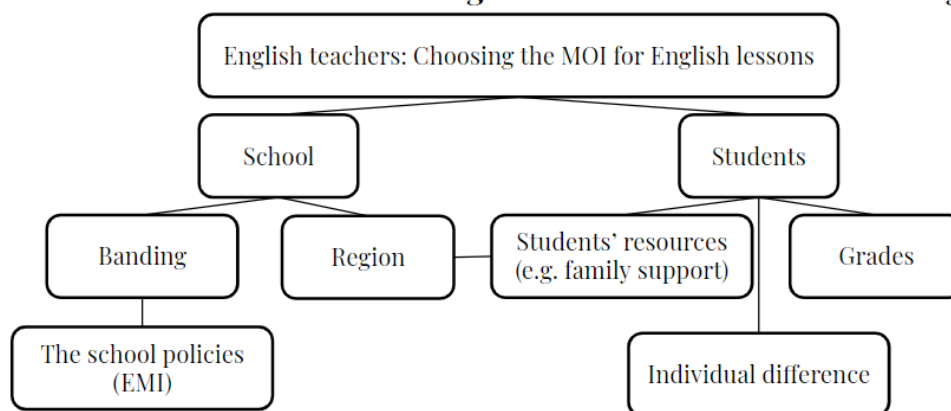 English teachers: Choosing the MOI for English lessons
School
Students
Banding
Region
Students’ resources
(e.g. family support)
Grades
The school policies
(EMI)
Individual difference